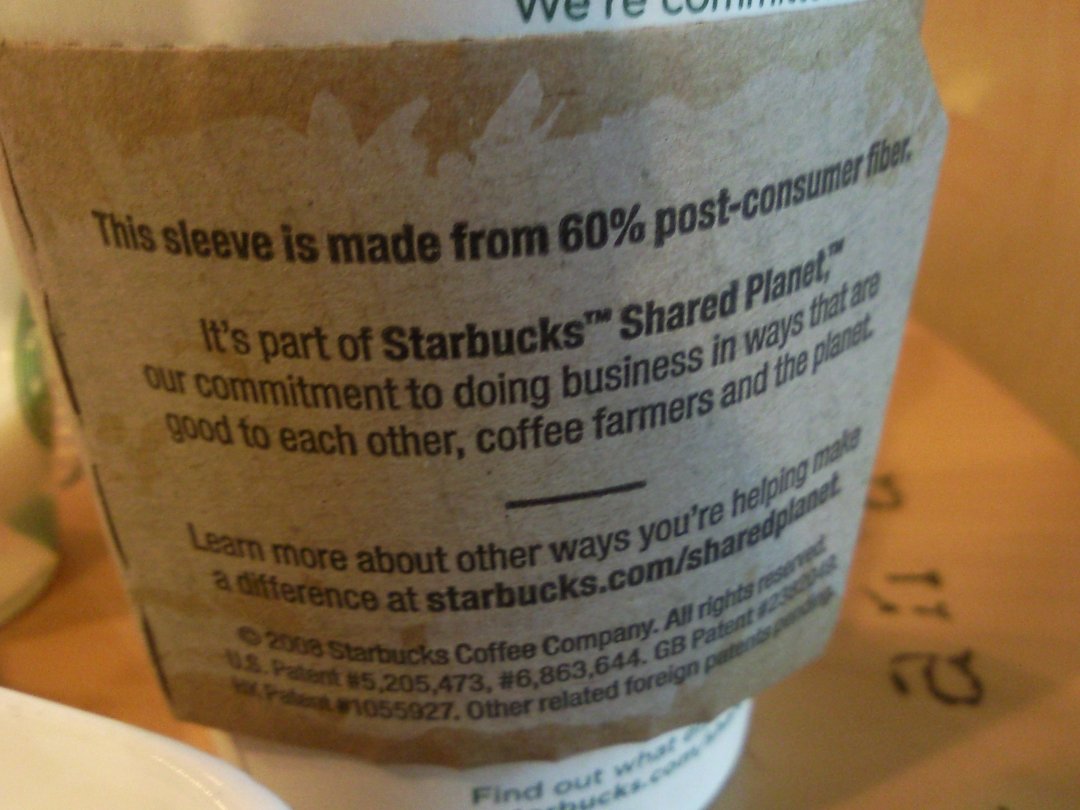 We're
This sleeve is made from 60% post-consumer fiber.
It's part of Starbucks™ Shared Planet,™
our commitment to doing business in ways that are
good to each other, coffee farmers and the planet.
Learn more about other ways you're helping make
a difference at starbucks.com/sharedplanet.
© 2008 Starbucks Coffee Company. All rights reserved.
U.S. Patent #5,205,473, #6,863,644. GB Patent
HK Patent #1055927. Other related foreign patents pending.
Find out what